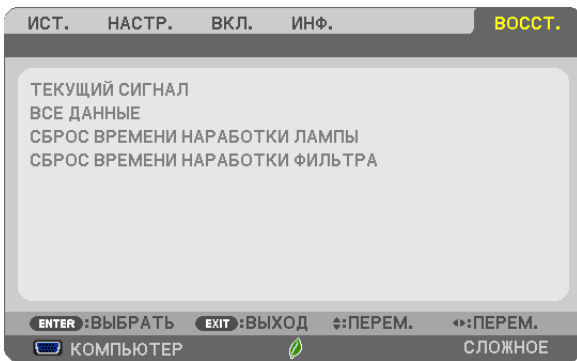 ИСТ. НАСТР. ВКЛ. ИНФ. ВОССТ.
ТЕКУЩИЙ СИГНАЛ
ВСЕ ДАННЫЕ
СБРОС ВРЕМЕНИ НАРАБОТКИ ЛАМПЫ
СБРОС ВРЕМЕНИ НАРАБОТКИ ФИЛЬТРА
ENTER :ВЫБРАТЬ EXIT :ВЫХОД :ПЕРЕМ. :ПЕРЕМ.
КОМПЬЮТЕР СЛОЖНОЕ